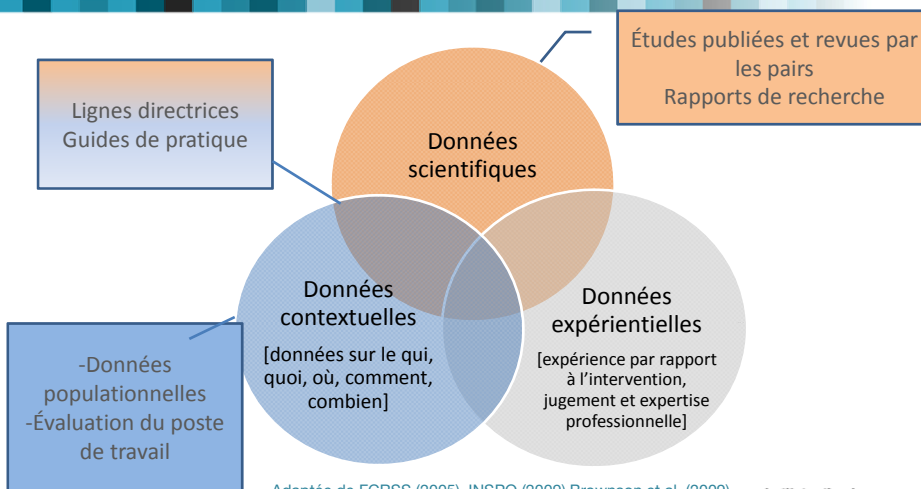 Études publiées et revues par
les pairs
Rapports de recherche
Lignes directrices
Guides de pratique
Données
scientifiques
Données
contextuelles
[données sur le qui,
quoi, où, comment,
combien]
Données
expérientielles
[expérience par rapport
à l'intervention,
jugement et expertise
professionnelle]
-Données
populationnelles
-Évaluation du poste
de travail